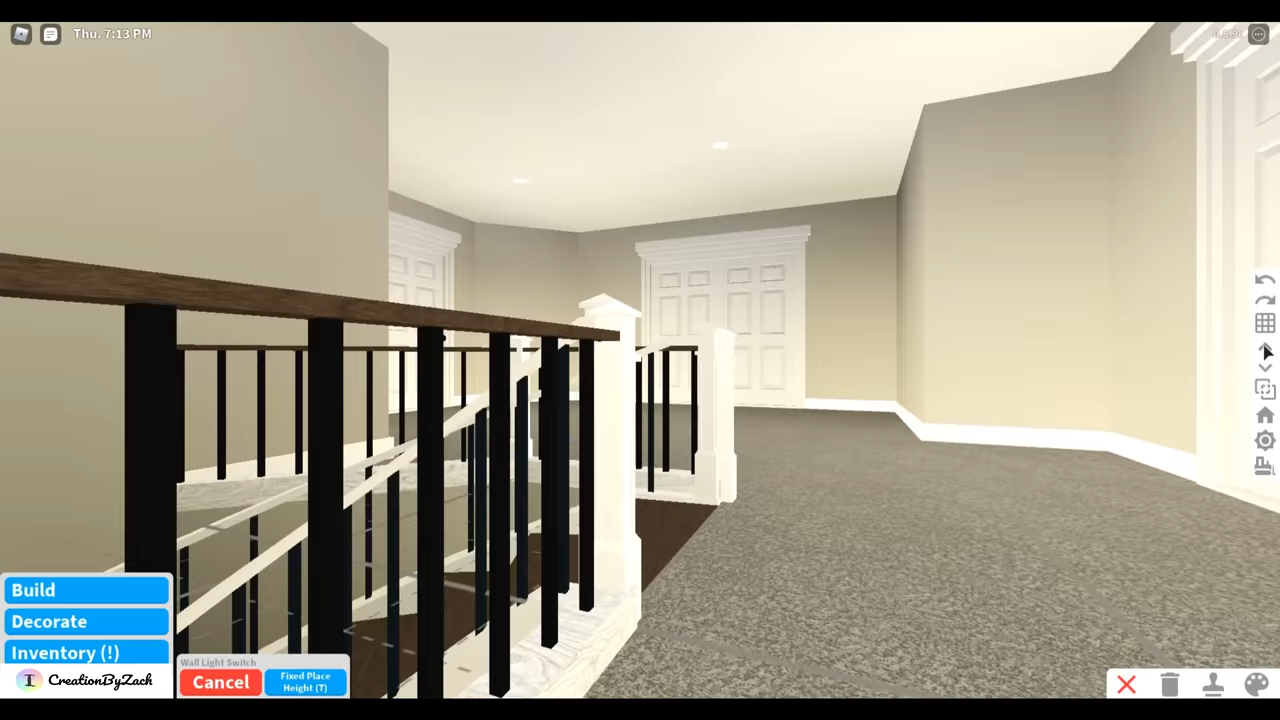 Thu. 7:13 PM
Build
Decorate
Inventory (!)
CreationByZach
Wall Light Switch
Cancel
Fixed Place
Height (T)